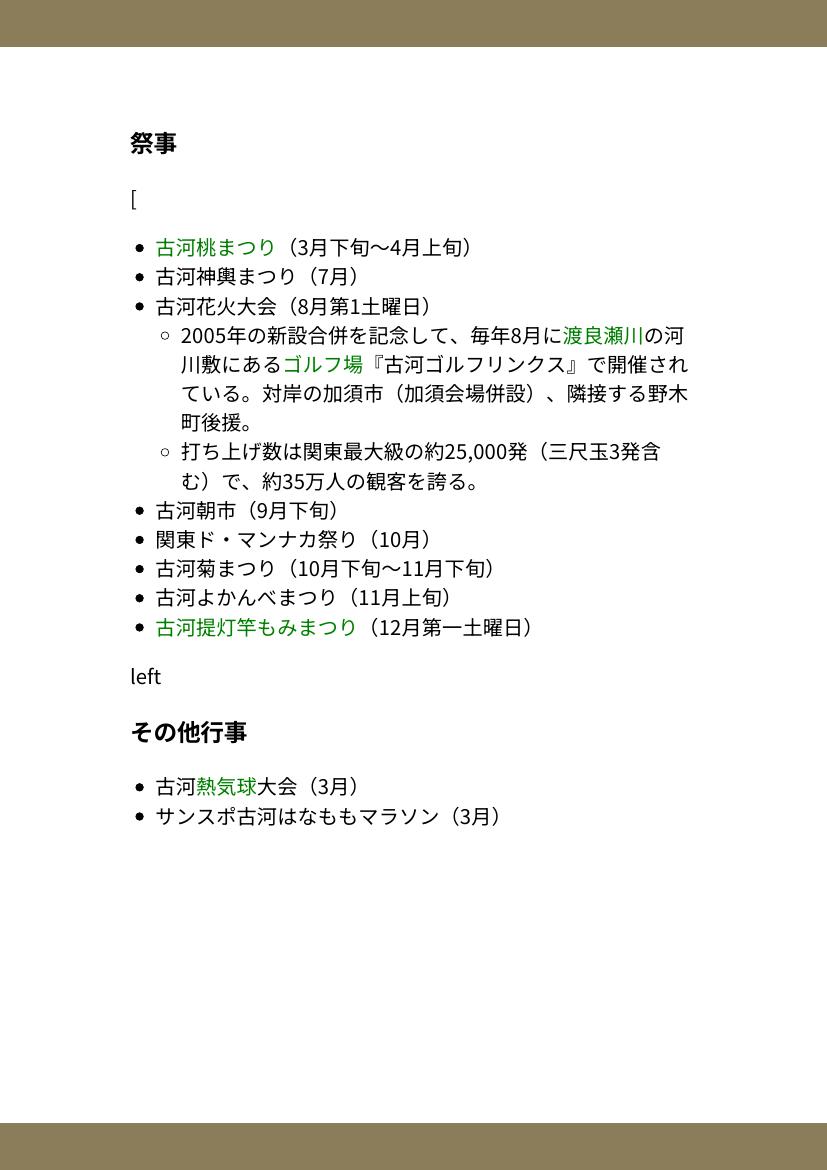 祭事
[
古河桃まつり（3月下旬〜4月上旬）
古河神輿まつり（7月）
古河花火大会（8月第1土曜日）
2005年の新設合併を記念して、毎年8月に渡良瀬川の河
川敷にあるゴルフ場『古河ゴルフリンクス』で開催され
ている。対岸の加須市（加須会場併設）、隣接する野木
町後援。
打ち上げ数は関東最大級の約25,000発（三尺玉3発含
む）で、約35万人の観客を誇る。
古河朝市（9月下旬）
関東ド・マンナカ祭り（10月）
古河菊まつり（10月下旬〜11月下旬）
古河よかんべまつり（11月上旬）
古河提灯竿もみまつり（12月第一土曜日）
left
その他行事
古河熱気球大会（3月）
サンスポ古河はなももマラソン（3月）